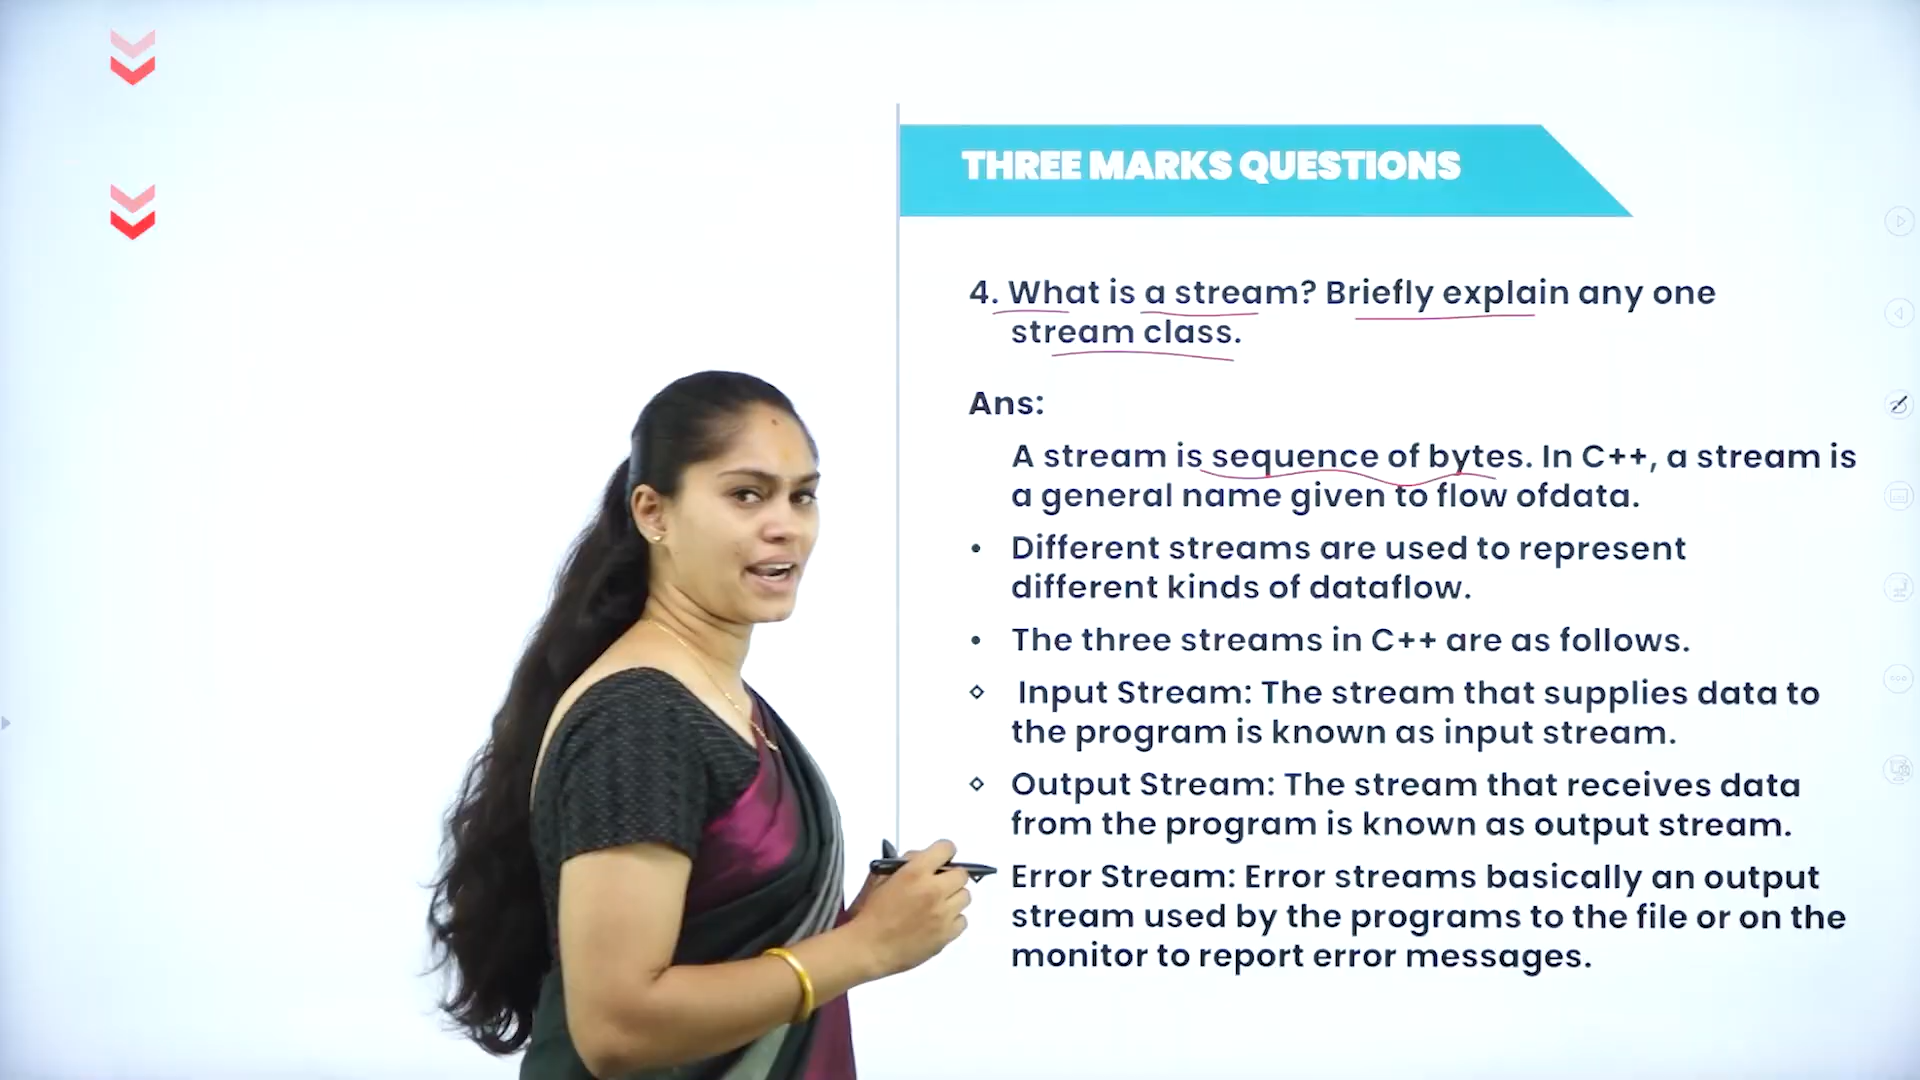 THREE MARKS QUESTIONS
4. What is a stream? Briefly explain any one
stream class.
Ans:
A stream is sequence of bytes. In C++, a stream is
a general name given to flow ofdata.
• Different streams are used to represent
different kinds of dataflow.
• The three streams in C++ are as follows.
◇ Input Stream: The stream that supplies data to
the program is known as input stream.
◇ Output Stream: The stream that receives data
from the program is known as output stream.
Error Stream: Error streams basically an output
stream used by the programs to the file or on the
monitor to report error messages.